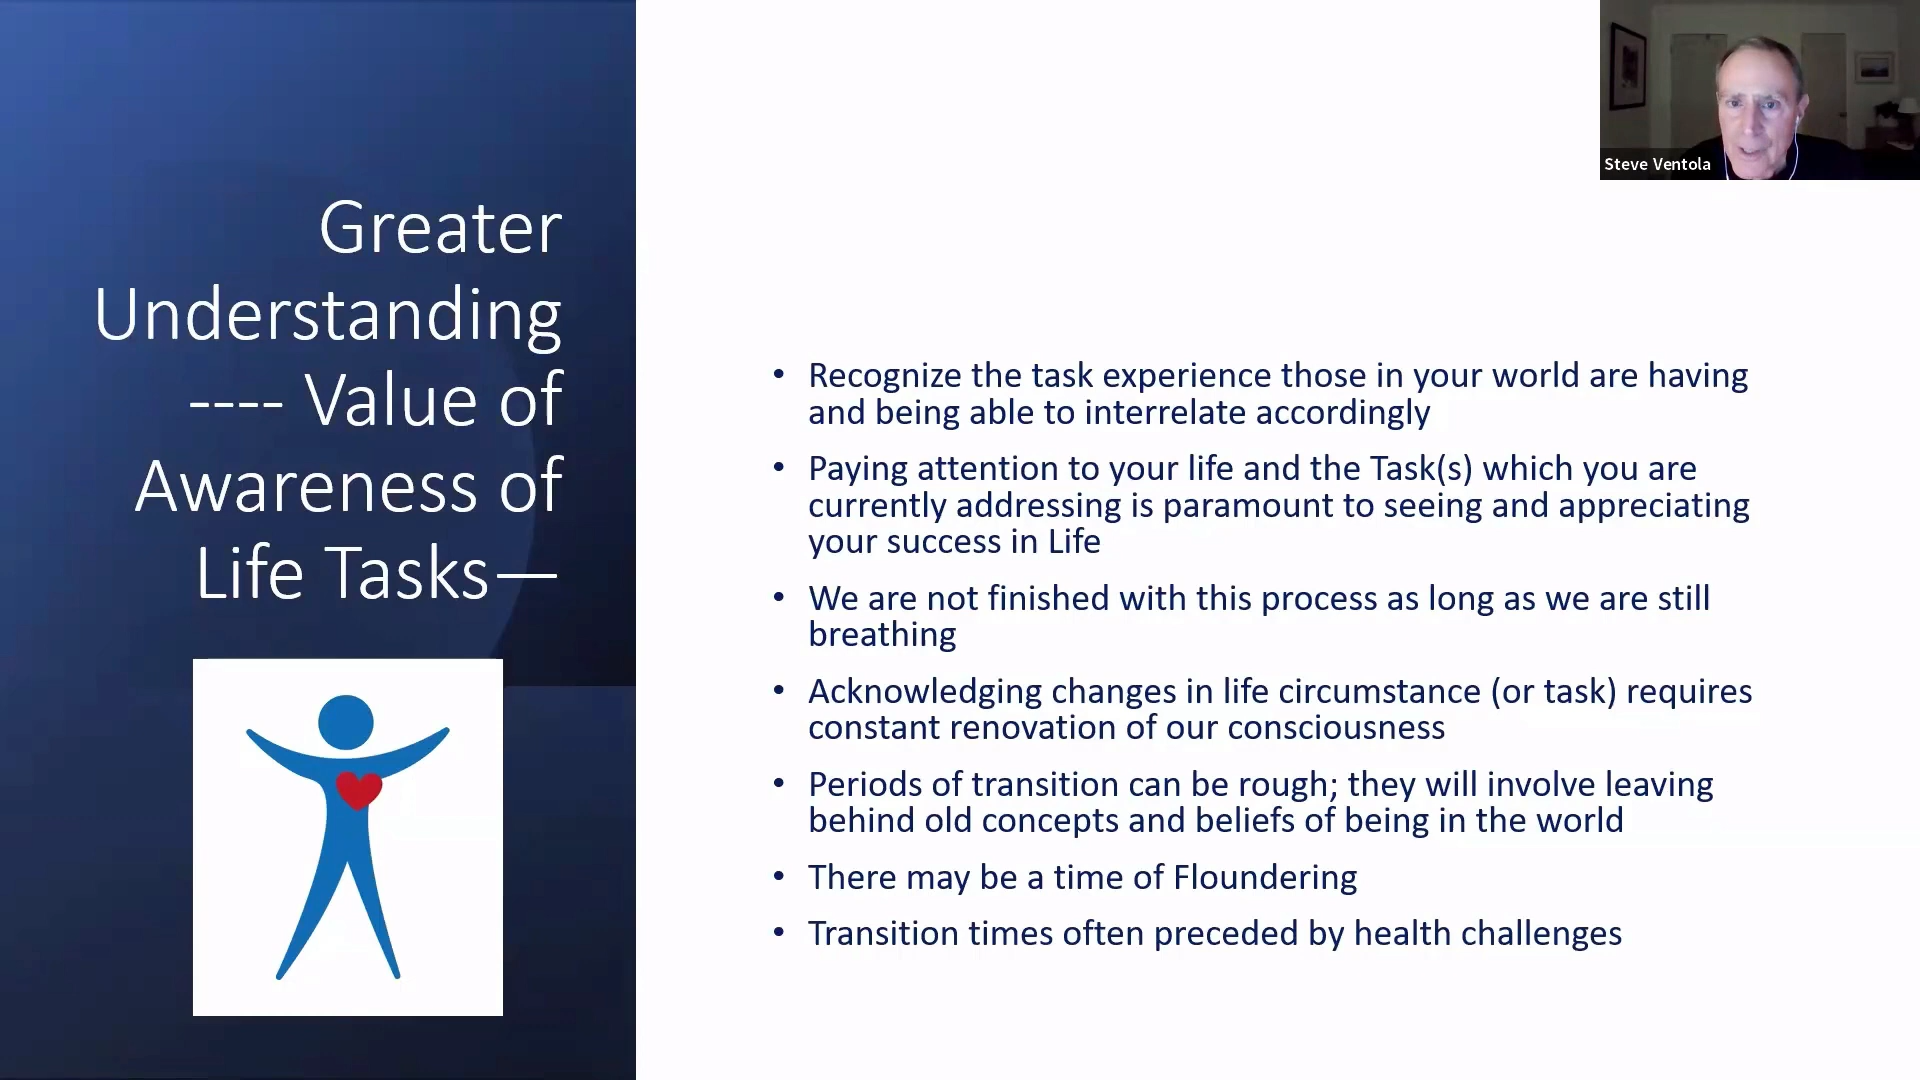 Greater
Understanding
---- Value of
Awareness of
Life Tasks—
Steve Ventola
• Recognize the task experience those in your world are having
and being able to interrelate accordingly
• Paying attention to your life and the Task(s) which you are
currently addressing is paramount to seeing and appreciating
your success in Life
• We are not finished with this process as long as we are still
breathing
• Acknowledging changes in life circumstance (or task) requires
constant renovation of our consciousness
• Periods of transition can be rough; they will involve leaving
behind old concepts and beliefs of being in the world
• There may be a time of Floundering
• Transition times often preceded by health challenges